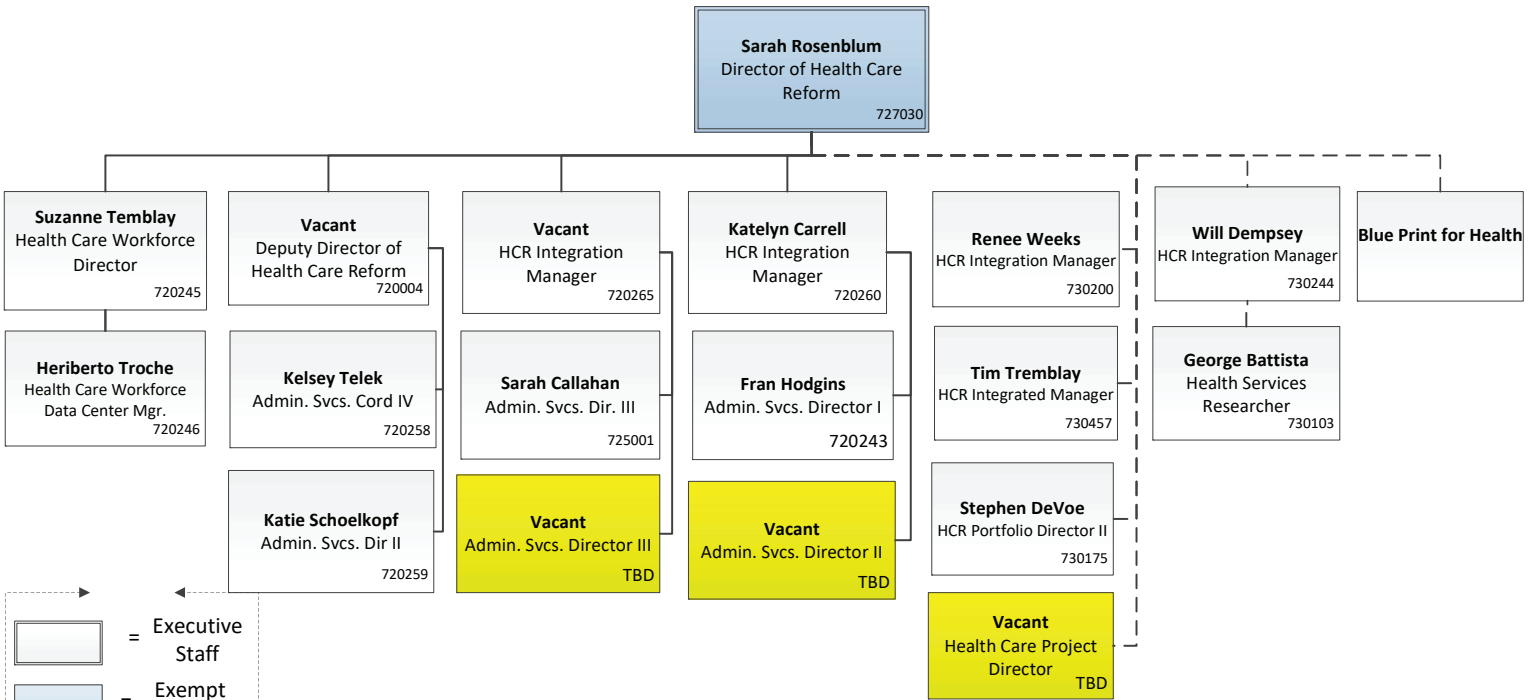 Sarah Rosenblum
Director of Health Care
Reform
727030
Suzanne Temblay
Health Care Workforce
Director
720245
Vacant
Deputy Director of
Health Care Reform
720004
Vacant
HCR Integration
Manager
720265
Katelyn Carrell
HCR Integration
Manager
720260
Renee Weeks
HCR Integration Manager
730200
Will Dempsey
HCR Integration Manager
730244
Blue Print for Health
Heriberto Troche
Health Care Workforce
Data Center Mgr.
720246
Kelsey Telek
Admin. Svcs. Cord IV
720258
Sarah Callahan
Admin. Svcs. Dir. III
725001
Fran Hodgins
Admin. Svcs. Director I
720243
Tim Tremblay
HCR Integrated Manager
730457
George Battista
Health Services
Researcher
730103
Katie Schoelkopf
Admin. Svcs. Dir II
720259
Vacant
Admin. Svcs. Director III
TBD
Vacant
Admin. Svcs. Director II
TBD
Stephen DeVoe
HCR Portfolio Director II
730175
Vacant
Health Care Project
Director
TBD
= Executive
Staff
= Exempt